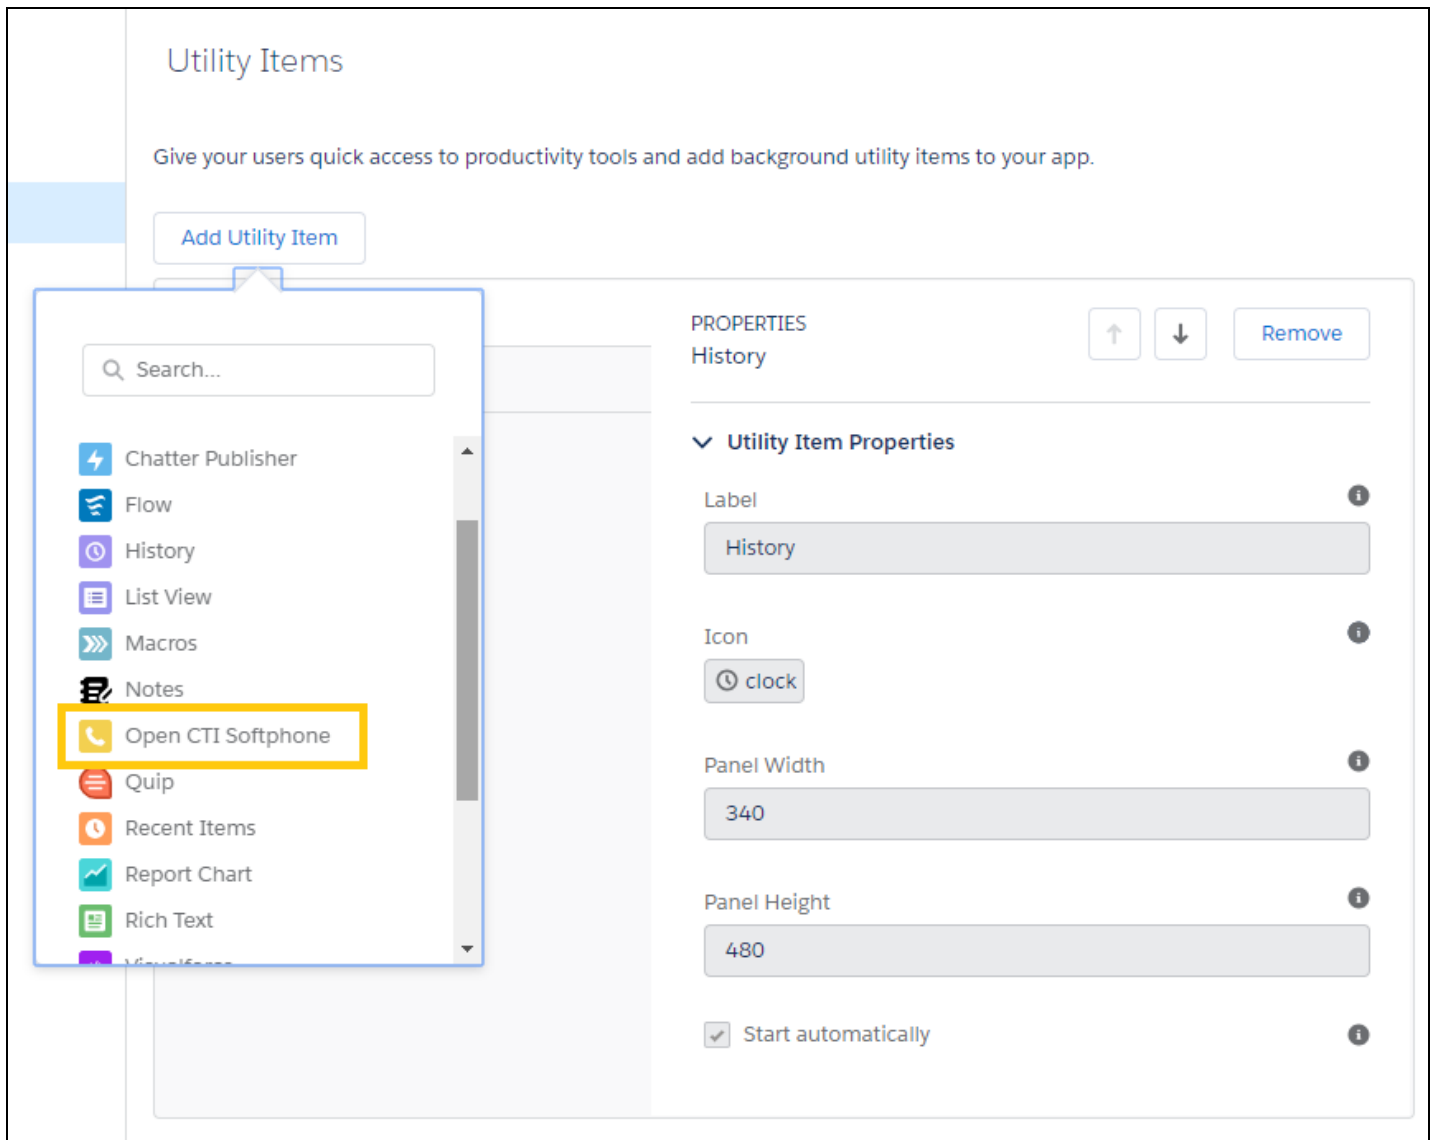 Utility Items
Give your users quick access to productivity tools and add background utility items to your app.
Add Utility Item
Search...
Chatter Publisher
Flow
History
List View
Macros
Notes
Open CTI Softphone
Quip
Recent Items
Report Chart
Rich Text
PROPERTIES
History
Remove
Utility Item Properties
Label
History
Icon
clock
Panel Width
340
Panel Height
480
Start automatically